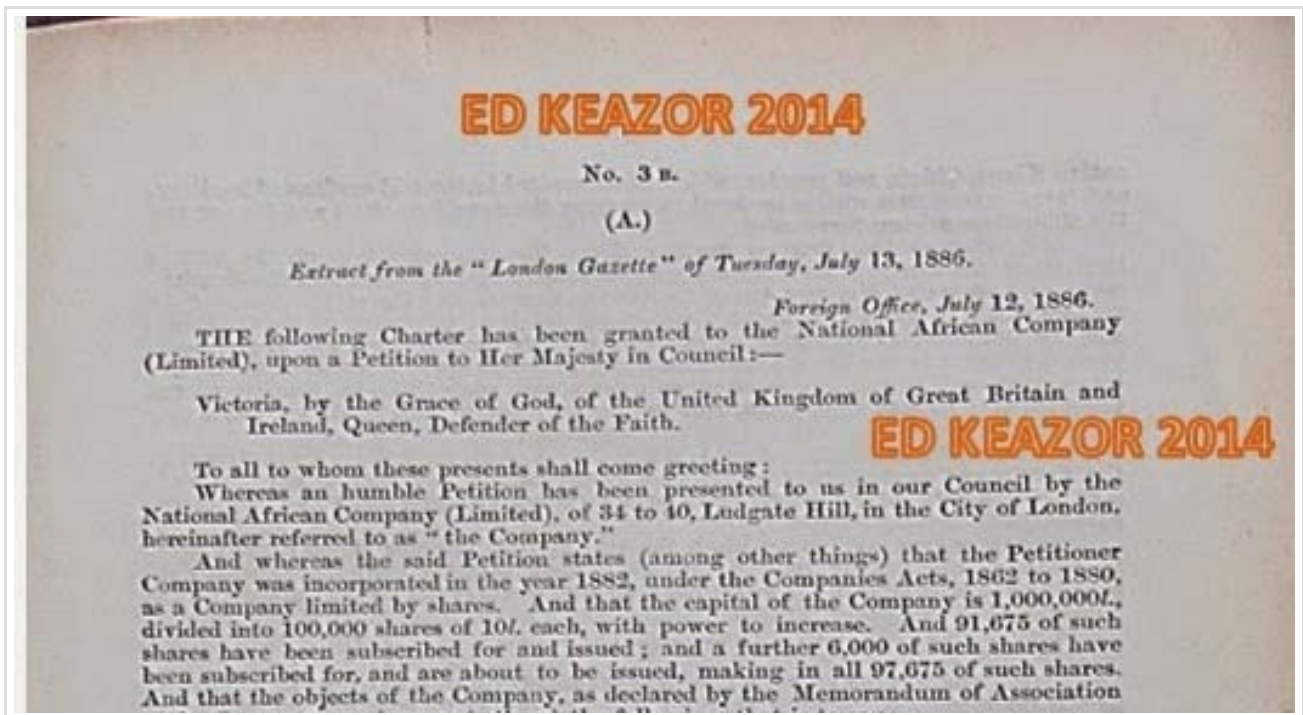 ED KEAZOR 2014
No. 3 B.
(A.)
Extract from the "London Gazette" of Tuesday, July 13, 1886.
Foreign Office, July 12, 1886.
THE following Charter has been granted to the National African Company
(Limited), upon a Petition to Her Majesty in Council:—
Victoria, by the Grace of God, of the United Kingdom of Great Britain and
Ireland, Queen, Defender of the Faith.
ED KEAZOR 2014
To all to whom these presents shall come greeting:
Whereas an humble Petition has been presented to us in our Council by the
National African Company (Limited), of 34 to 40, Ludgate Hill, in the City of London,
hereinafter referred to as "the Company."
And whereas the said Petition states (among other things) that the Petitioner
Company was incorporated in the year 1882, under the Companies Acts, 1862 to 1880,
as a Company limited by shares. And that the capital of the Company is 1,000,000l.,
divided into 100,000 shares of 10l. each, with power to increase. And 91,675 of such
shares have been subscribed for and issued; and a further 6,000 of such shares have
been subscribed for, and are about to be issued, making in all 97,675 of such shares.
And that the objects of the Company, as declared by the Memorandum of Association